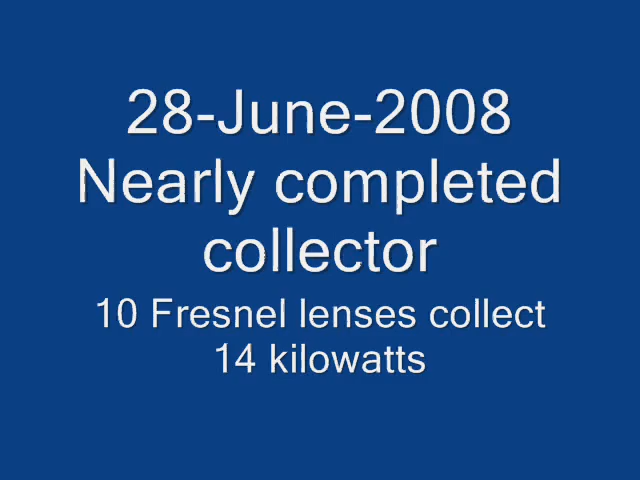 28-June-2008
Nearly completed
collector
10 Fresnel lenses collect
14 kilowatts